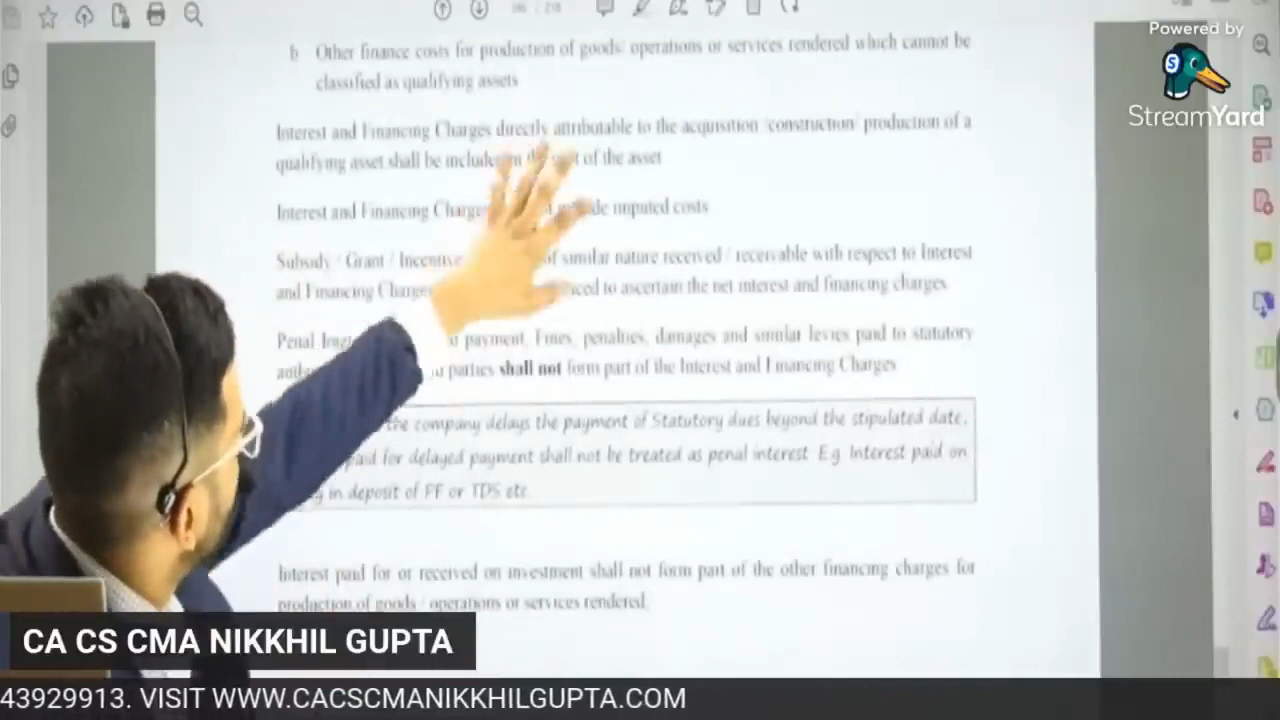 Powered by
StreamYard
b Other finance costs for production of goods/ operations or services rendered which cannot be
classified as qualifying assets
Interest and Financing Charges directly attributable to the acquisition /construction/ production of a
qualifying asset shall be included in the of the asset
Interest and Financing Charges imputed costs
Subsidy / Grant / Incentive of similar nature received / receivable with respect to Interest
and Financing Charges to ascertain the net interest and financing charges
Penal payment, Fines, penalties, damages and similar levies paid to statutory
parties shall not form part of the Interest and Financing Charges
the company delays the payment of Statutory dues beyond the stipulated date,
paid for delayed payment shall not be treated as penal interest. E.g. Interest paid on
in deposit of PF or TDS etc.
Interest paid for or received on investment shall not form part of the other financing charges for
production of goods / operations or services rendered.
CA CS CMA NIKKHIL GUPTA
43929913. VISIT WWW.CACSCMANIKKHILGUPTA.COM